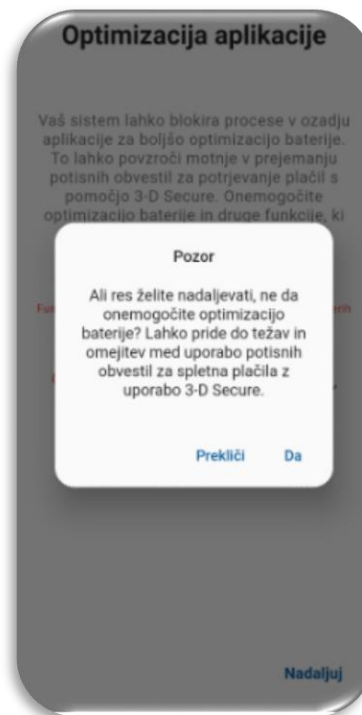 Optimizacija aplikacije
Vaš sistem lahko blokira procese v ozadju
aplikacije za boljšo optimizacijo baterije.
To lahko povzroči motnje v prejemanju
potisnih obvestil za potrjevanje plačil s
pomočjo 3-D Secure. Onemogočite
optimizacijo baterije in druge funkcije, ki
Pozor
Ali res želite nadaljevati, ne da
onemogočite optimizacijo
baterije? Lahko pride do težav in
omejitev med uporabo potisnih
obvestil za spletna plačila z
uporabo 3-D Secure.
Prekliči Da
Nadaljuj